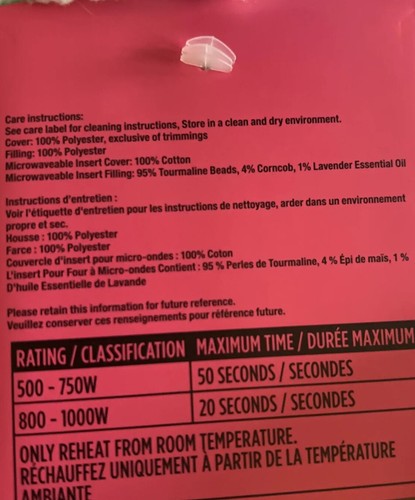 Care instructions:
See care label for cleaning instructions, Store in a clean and dry environment.
Cover: 100% Polyester, exclusive of trimmings
Filling: 100% Polyester
Microwaveable Insert Cover: 100% Cotton
Microwaveable Insert Filling: 95% Tourmaline Beads, 4% Corncob, 1% Lavender Essential Oil
Instructions d'entretien :
Voir l'étiquette d'entretien pour les instructions de nettoyage, arder dans un environnement
propre et sec.
Housse : 100% Polyester
Farce : 100% Polyester
Couvercle d'insert pour micro-ondes : 100% Coton
L'insert Pour Four à Micro-ondes Contient : 95 % Perles de Tourmaline, 4 % Épi de maïs, 1 %
D'huile Essentielle de Lavande
Please retain this information for future reference.
Veuillez conserver ces renseignements pour référence future.
RATING / CLASSIFICATION MAXIMUM TIME / DURÉE MAXIMUM
500 - 750W 50 SECONDS / SECONDES
800 - 1000W 20 SECONDS / SECONDES
ONLY REHEAT FROM ROOM TEMPERATURE.
RÉCHAUFFEZ UNIQUEMENT À PARTIR DE LA TEMPÉRATURE
AMBIANTE